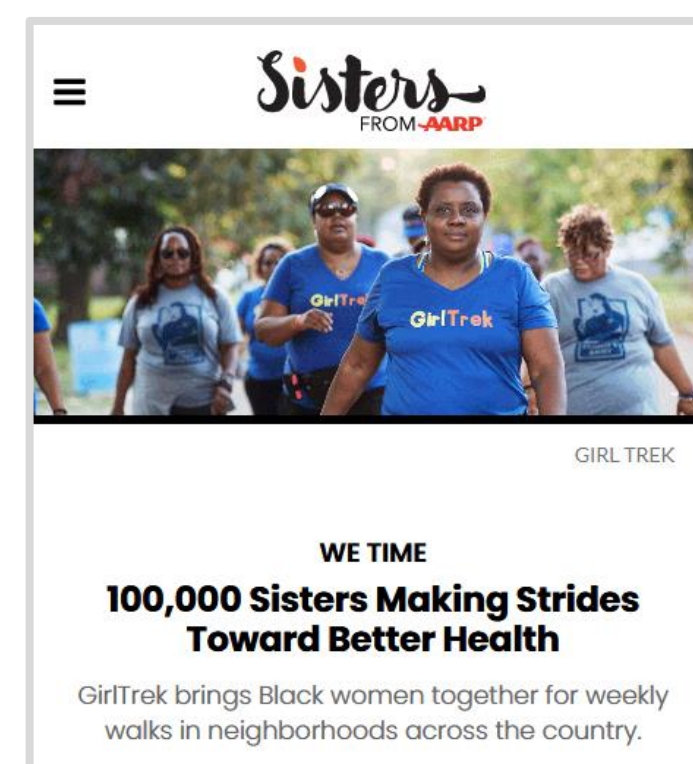 Sisters
FROM AARP
GirlTre
GirlTrek
GIRL TREK
WE TIME
100,000 Sisters Making Strides
Toward Better Health
GirlTrek brings Black women together for weekly
walks in neighborhoods across the country.